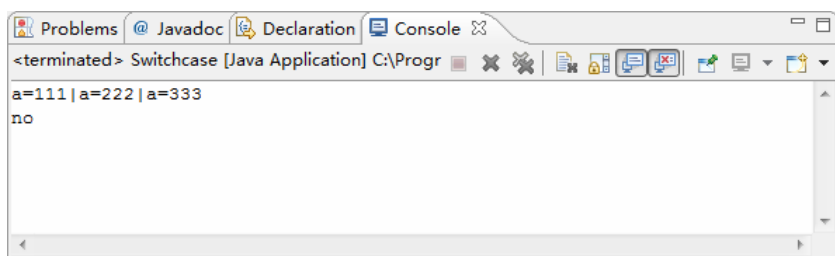 Problems @ Javadoc Declaration Console
<terminated> Switchcase [Java Application] C:\Progr
a=111|a=222|a=333
no